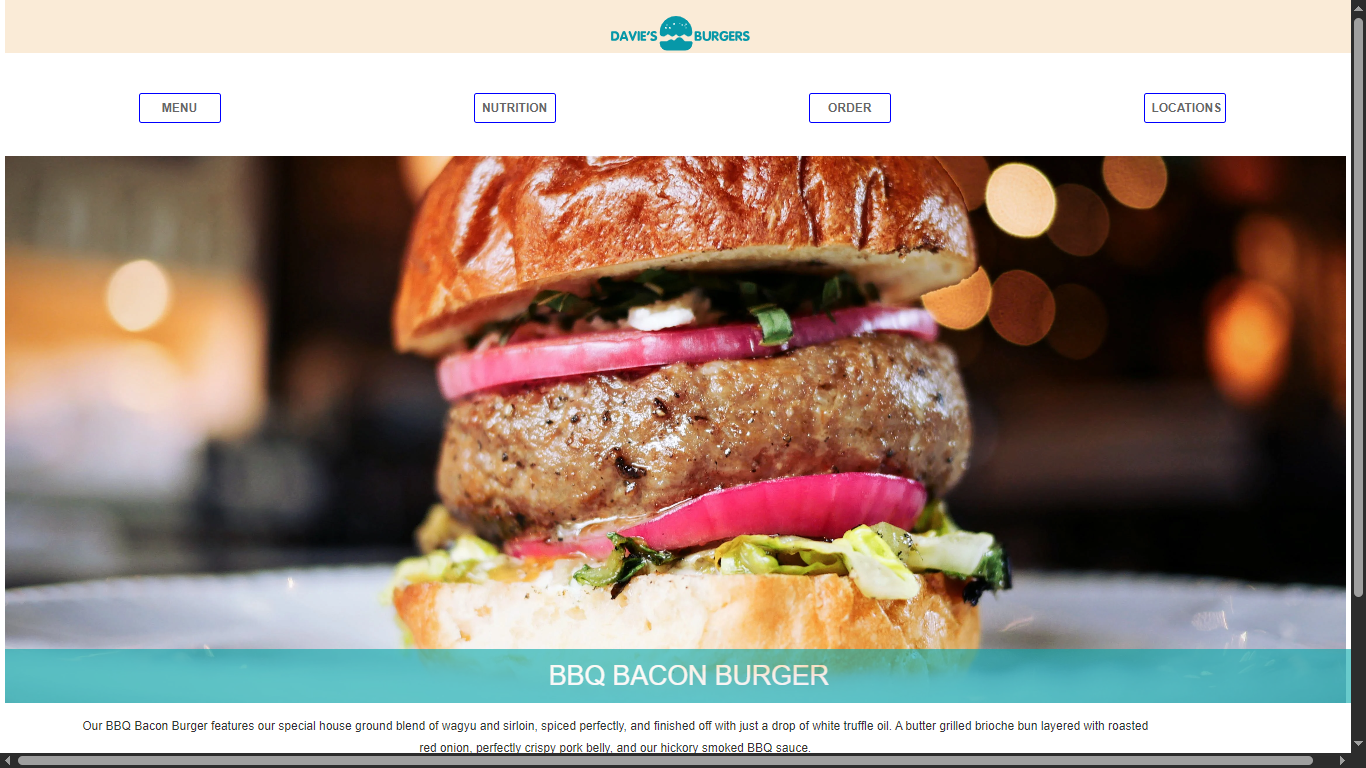 DAVIE'S BURGERS
MENU NUTRITION ORDER LOCATIONS
BBQ BACON BURGER
Our BBQ Bacon Burger features our special house ground blend of wagyu and sirloin, spiced perfectly, and finished off with just a drop of white truffle oil. A butter grilled brioche bun layered with roasted
red onion, perfectly crispy pork belly, and our hickory smoked BBQ sauce.